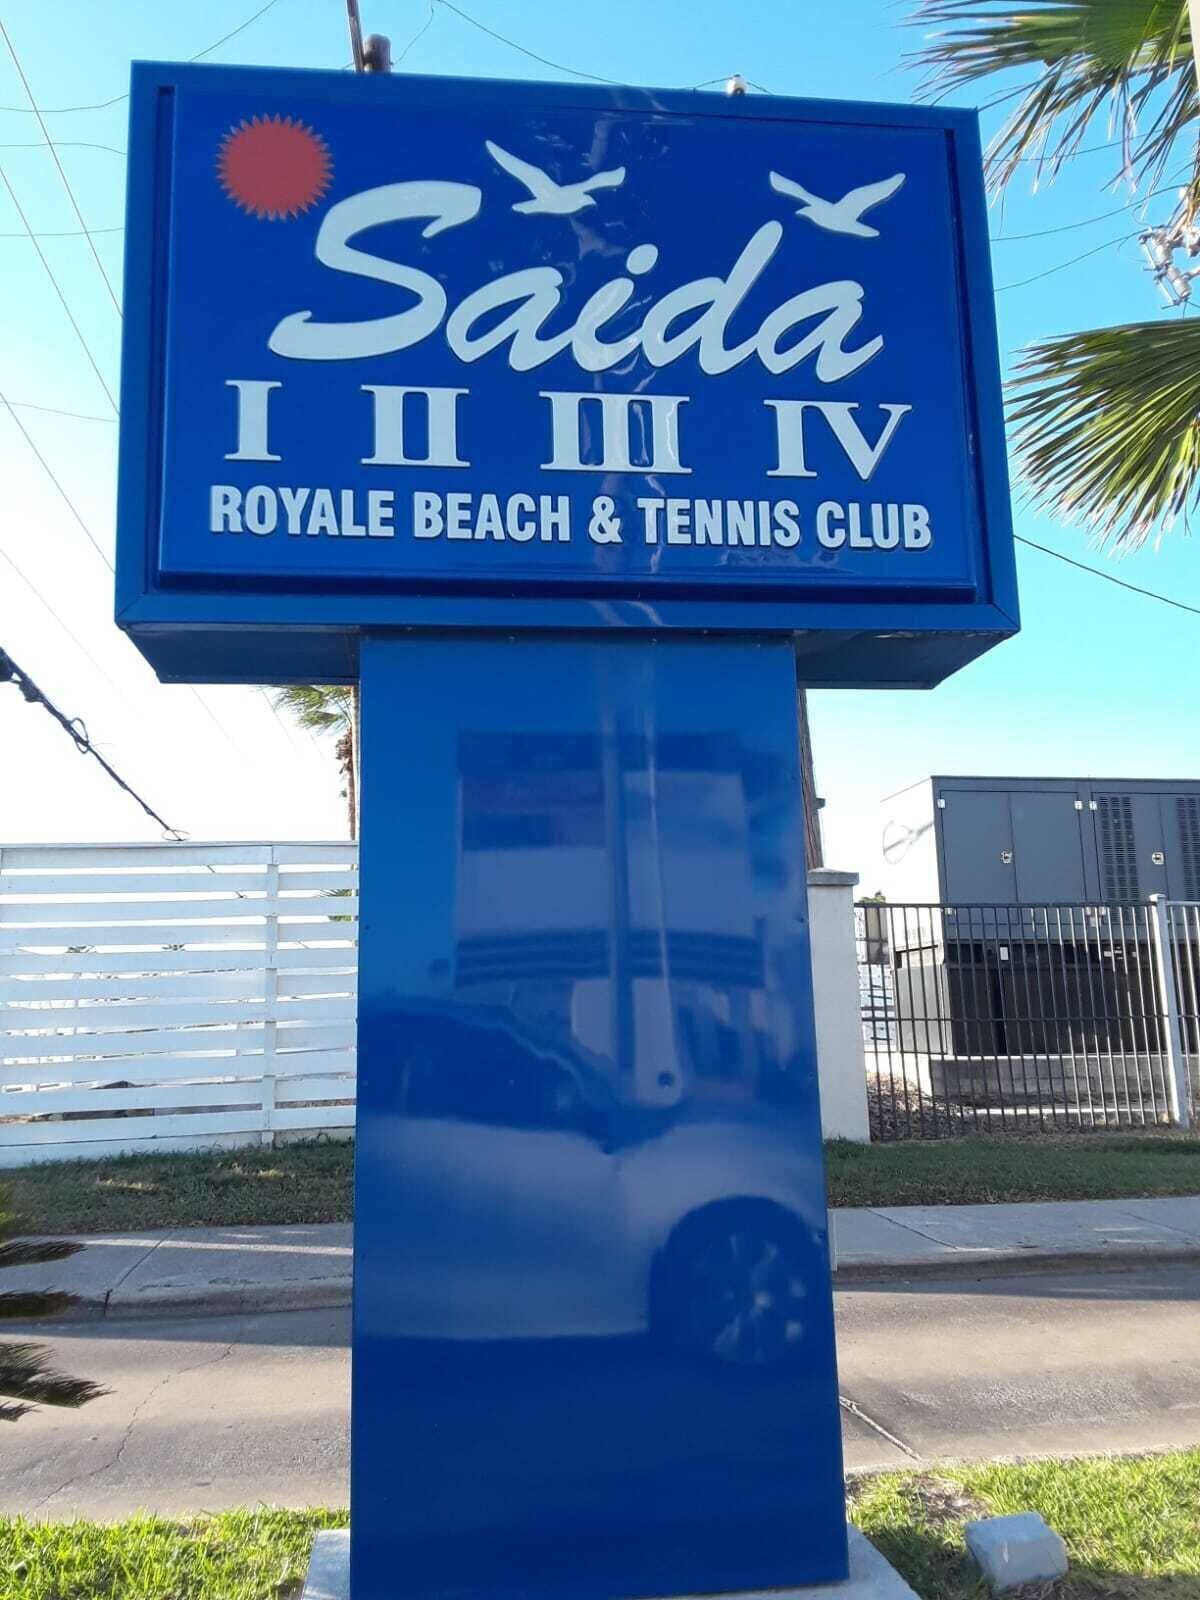 Saida
I II III IV
ROYALE BEACH & TENNIS CLUB